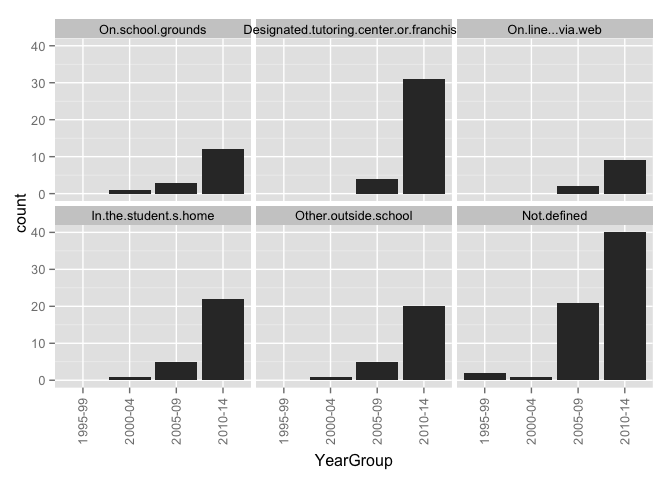 On.school.grounds
Designated.tutoring.center.or.franchis
On.line...via.web
40
30
20
10
0
count
In.the.student.s.home
Other.outside.school
Not.defined
40
30
20
10
0
1995-99
2000-04
2005-09
2010-14
1995-99
2000-04
2005-09
2010-14
1995-99
2000-04
2005-09
2010-14
YearGroup